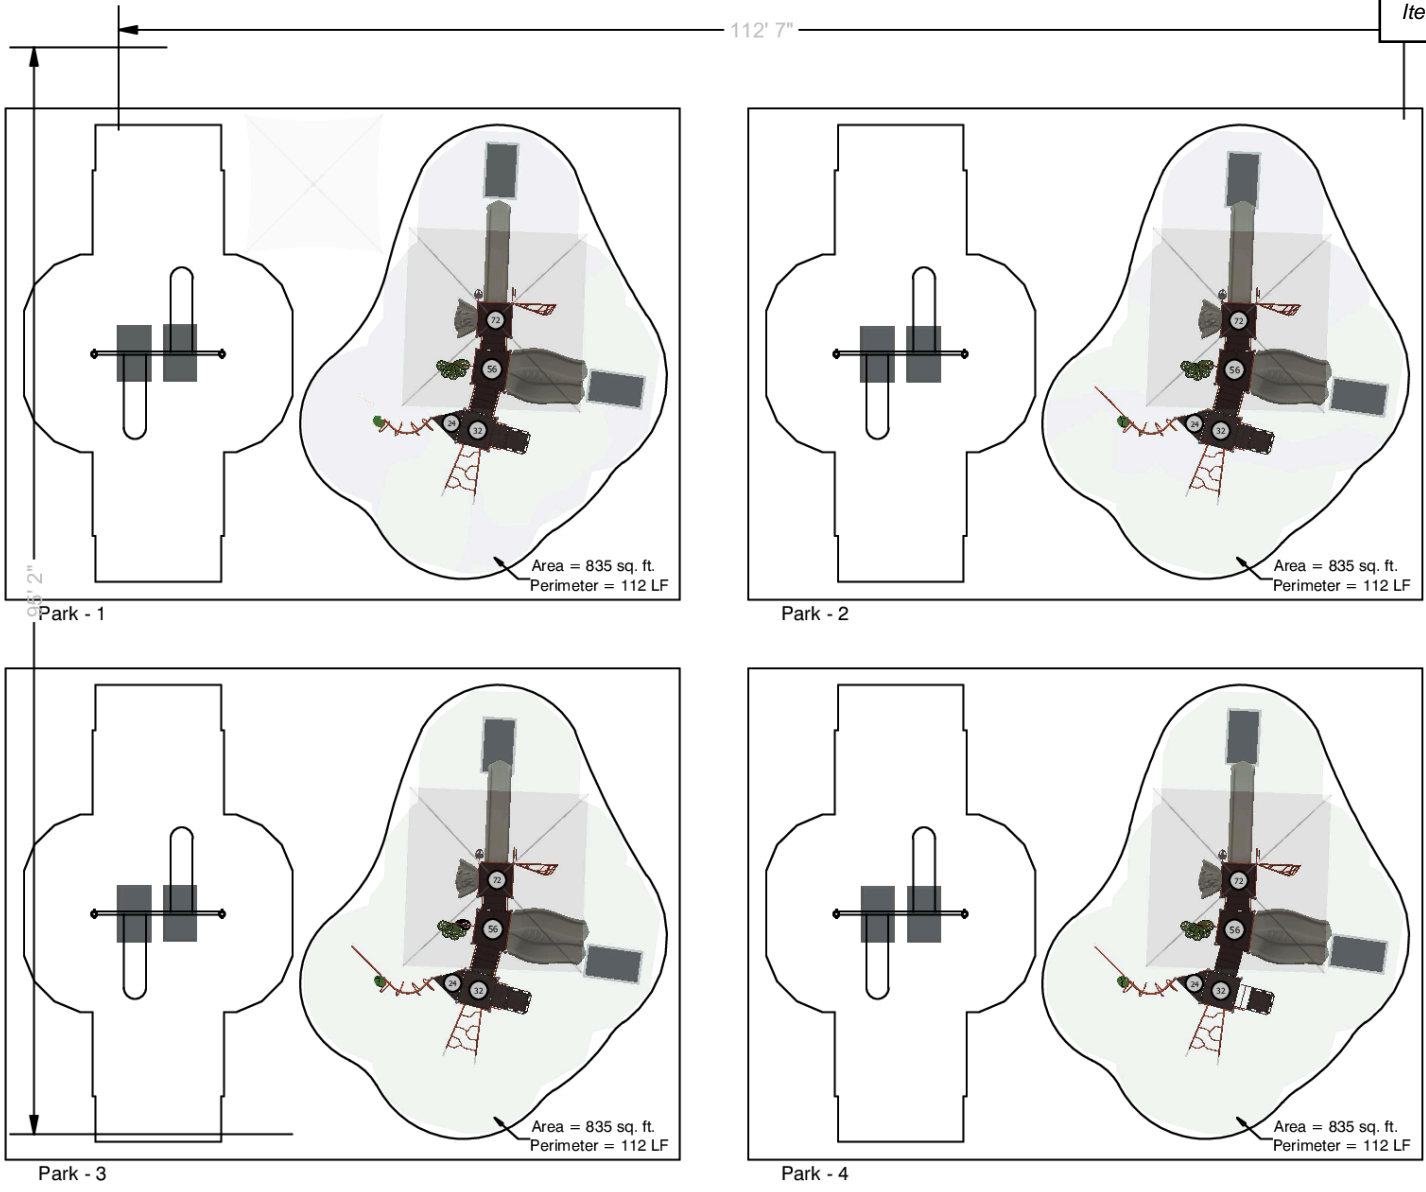 Ite
112' 7"
72
56
24
32
Area = 835 sq. ft.
Perimeter = 112 LF
Park - 1
72
56
24
32
Area = 835 sq. ft.
Perimeter = 112 LF
Park - 2
95' 2"
72
56
24
32
Area = 835 sq. ft.
Perimeter = 112 LF
Park - 3
72
56
24
32
Area = 835 sq. ft.
Perimeter = 112 LF
Park - 4